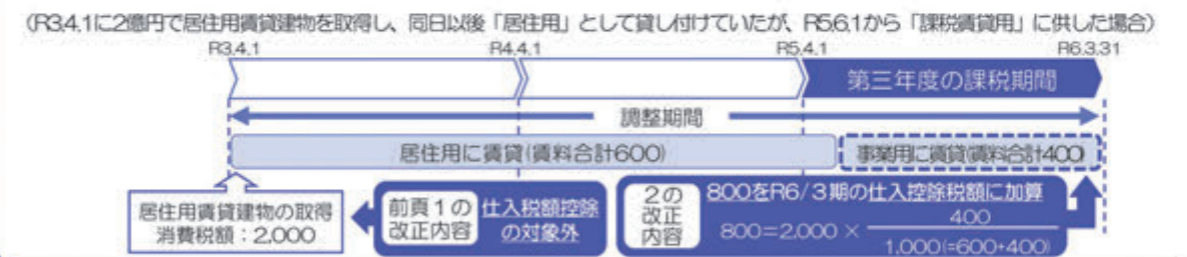 (R3.4.1に2億円で居住用賃貸建物を取得し、同日以後「居住用」として貸し付けていたが、R5.6.1から「課税賃貸用」に供した場合)
R3.4.1 R4.4.1 R5.4.1 R6.3.31
第三年度の課税期間
調整期間
居住用に賃貸(賃料合計600) 事業用に賃貸(賃料合計400)
居住用賃貸建物の取得
消費税額：2,000
前頁1の
改正内容
仕入税額控除
の対象外
2の
改正
内容
800をR6/3期の仕入控除税額に加算
800=2,000 × 400
1,000(=600+400)